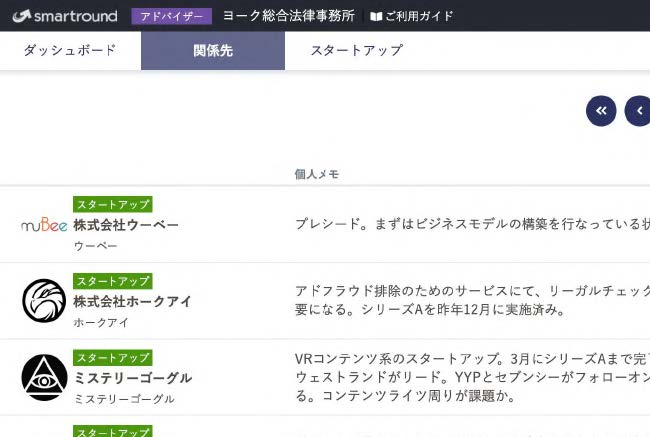 smartround アドバイザー ヨーク総合法律事務所 ご利用ガイド
ダッシュボード 関係先 スタートアップ
個人メモ
スタートアップ
muBee 株式会社ウーベー
ウーベー
プレシード。まずはビジネスモデルの構築を行なっている状
スタートアップ
株式会社ホークアイ
ホークアイ
アドフラウド排除のためのサービスにて、リーガルチェック
要になる。シリーズAを昨年12月に実施済み。
スタートアップ
ミステリーゴーグル
ミステリーゴーグル
VRコンテンツ系のスタートアップ。3月にシリーズAまで完了
ウェストランドがリード。YYPとセブンシーがフォローオン
る。コンテンツライツ周りが課題か。
スタートアップ